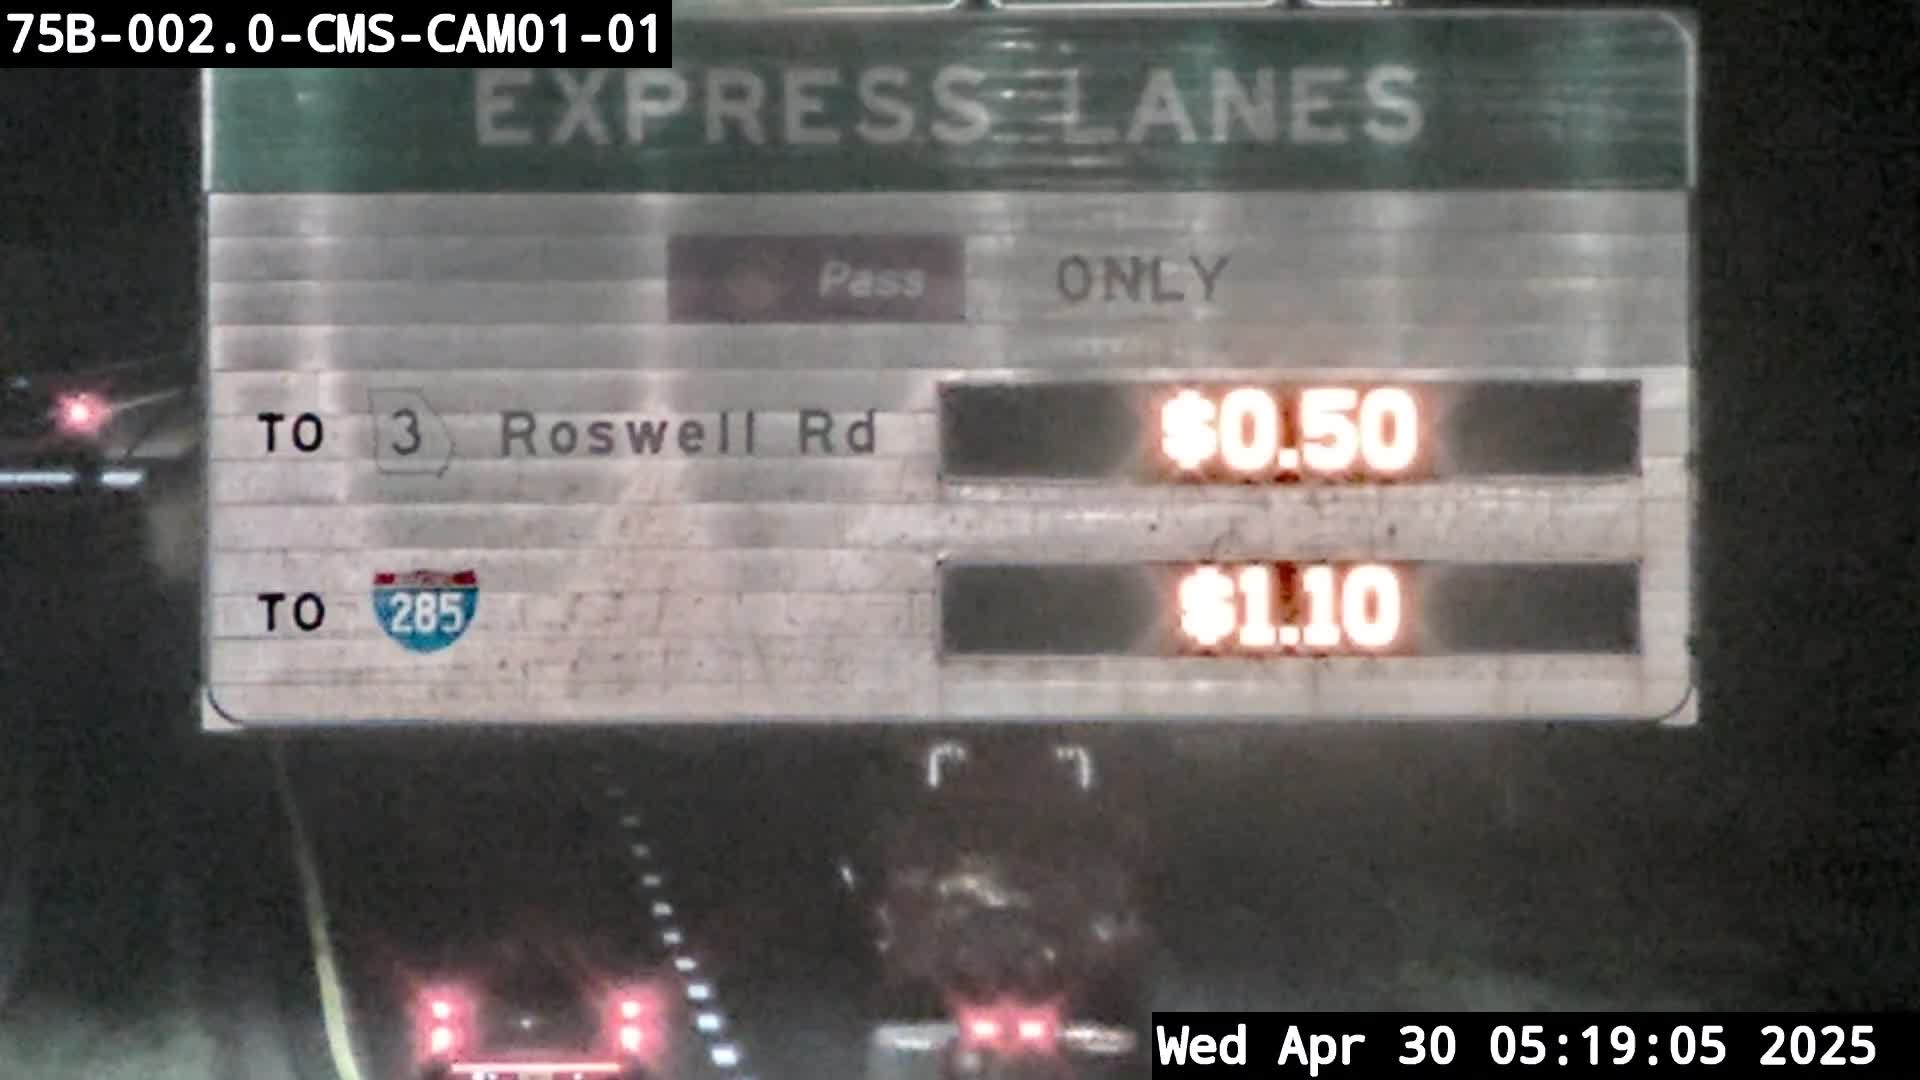 75B-002.0-CMS-CAM01-01
EXPRESS LANES
Pass ONLY
TO 3 Roswell Rd $0.50
TO 285 $1.10
Wed Apr 30 05:19:05 2025